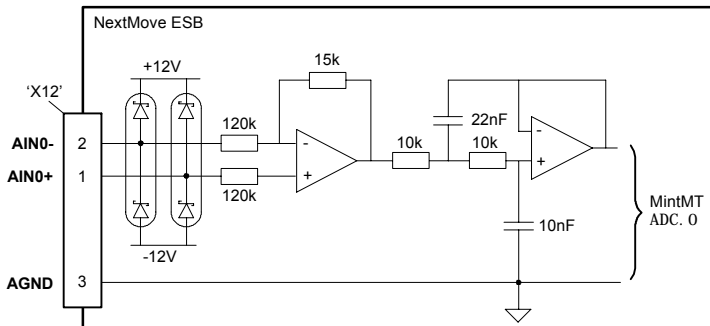 NextMove ESB
+12V
15k
'X12'
120k
22nF
AIN0-
2
-
10k
10k
-
AIN0+
1
+
+
120k
MintMT
ADC.0
10nF
-12V
AGND
3